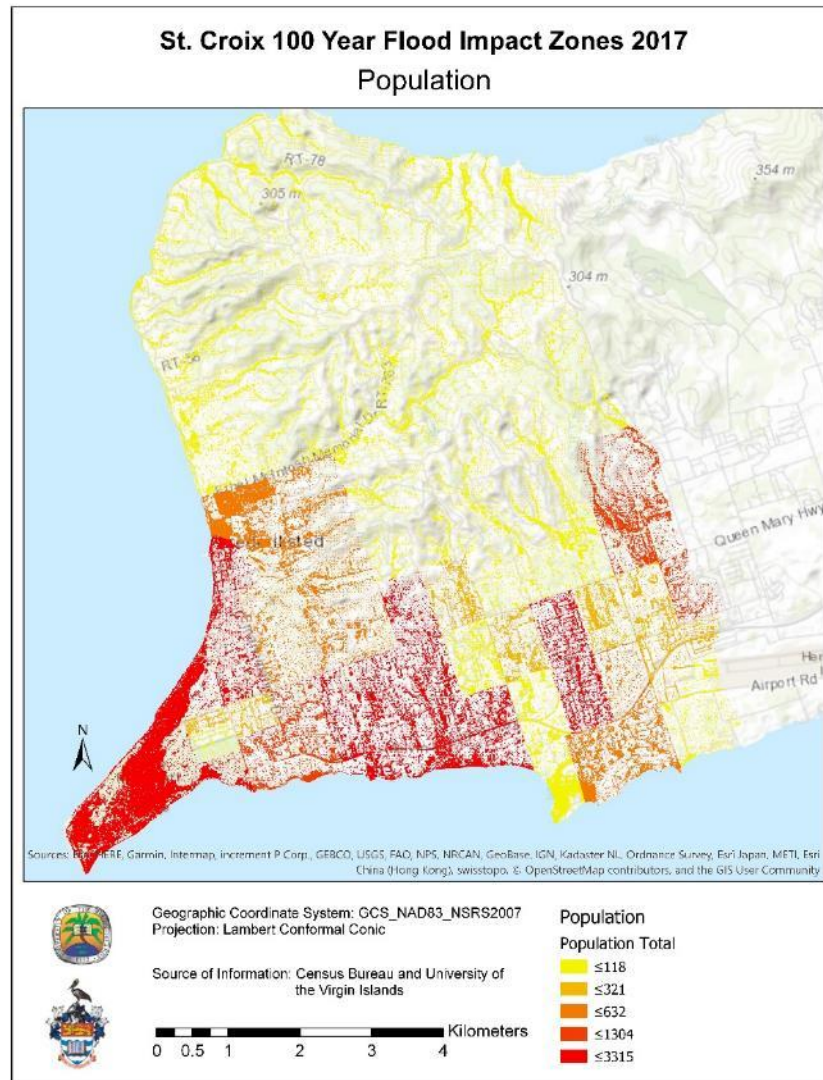 St. Croix 100 Year Flood Impact Zones 2017
Population
RT-78
305 m
354 m
304 m
Queen Mary Hwy
Airport Rd
N
China (Hong Kong), swisstopo, © OpenStreetMap contributors, and the GIS User Community
Geographic Coordinate System: GCS_NAD83_NSRS2007
Projection: Lambert Conformal Conic
Source of Information: Census Bureau and University of
the Virgin Islands
Kilometers
0 0.5 1 2 3 4
Population
Population Total
≤118
≤321
≤632
≤1304
≤3315